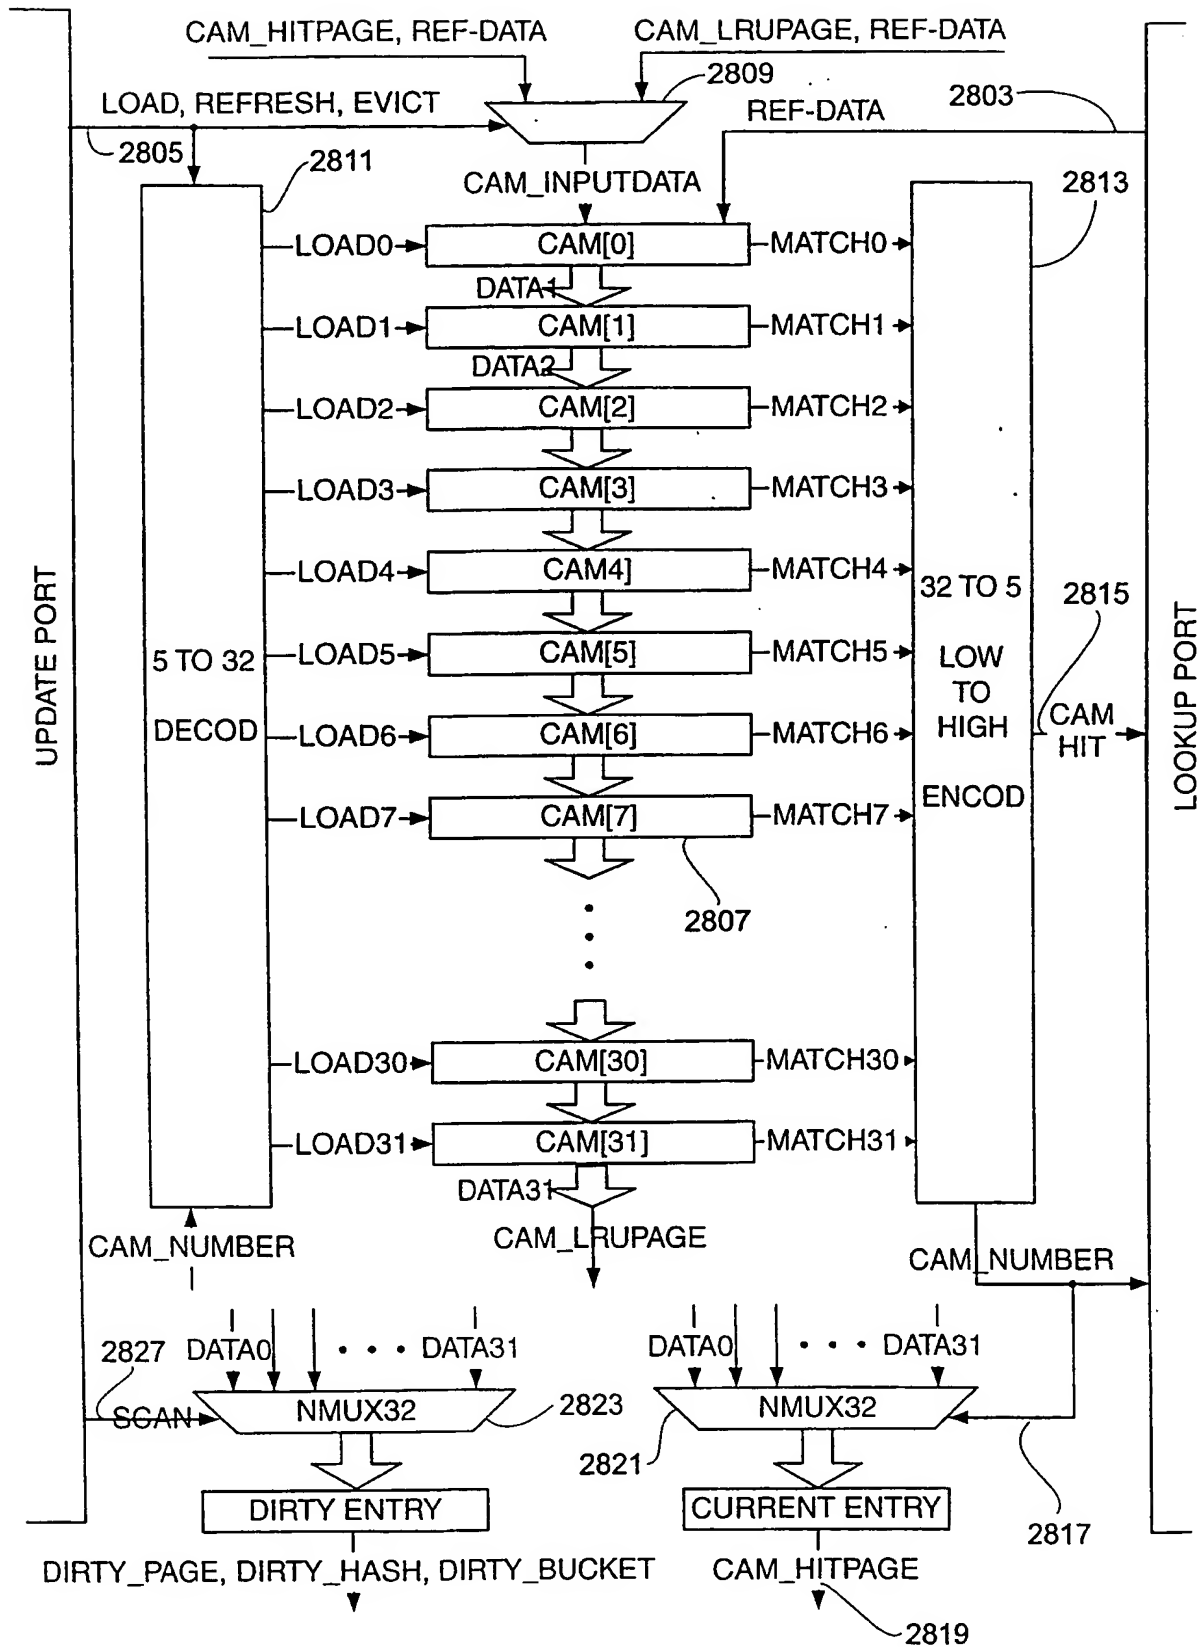 CAM_HITPAGE, REF-DATA
CAM_LRUPAGE, REF-DATA
2809
LOAD, REFRESH, EVICT
REF-DATA
2803
2805
2811
CAM_INPUTDATA
2813
LOAD0
CAM[0]
MATCH0
DATA1
LOAD1
CAM[1]
MATCH1
DATA2
LOAD2
CAM[2]
MATCH2
LOAD3
CAM[3]
MATCH3
LOAD4
CAM4]
MATCH4
LOAD5
CAM[5]
MATCH5
LOAD6
CAM[6]
MATCH6
LOAD7
CAM[7]
MATCH7
2807
UPDATE PORT
5 TO 32
DECOD
32 TO 5
LOW
TO
HIGH
ENCOD
2815
CAM
HIT
LOOKUP PORT
LOAD30
CAM[30]
MATCH30
LOAD31
CAM[31]
MATCH31
DATA31
CAM_NUMBER
CAM_LRUPAGE
CAM_NUMBER
2827
DATA0
• • •
DATA31
DATA0
• • •
DATA31
SCAN
NMUX32
2823
NMUX32
2821
2817
DIRTY ENTRY
CURRENT ENTRY
DIRTY_PAGE, DIRTY_HASH, DIRTY_BUCKET
CAM_HITPAGE
2819